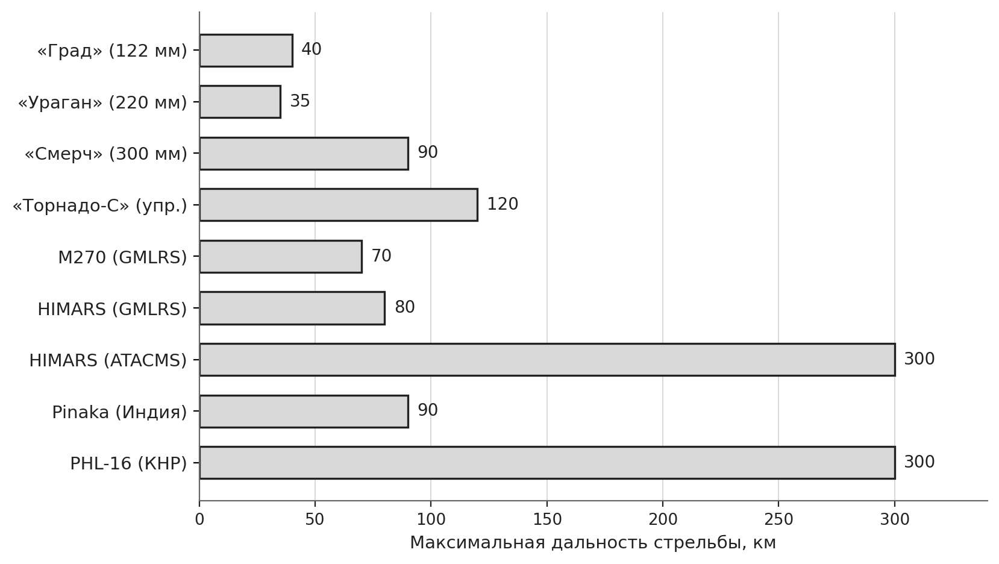 «Град» (122 мм) 40
«Ураган» (220 мм) 35
«Смерч» (300 мм) 90
«Торнадо-С» (упр.) 120
M270 (GMLRS) 70
HIMARS (GMLRS) 80
HIMARS (ATACMS) 300
Pinaka (Индия) 90
PHL-16 (КНР) 300
0 50 100 150 200 250 300
Максимальная дальность стрельбы, км